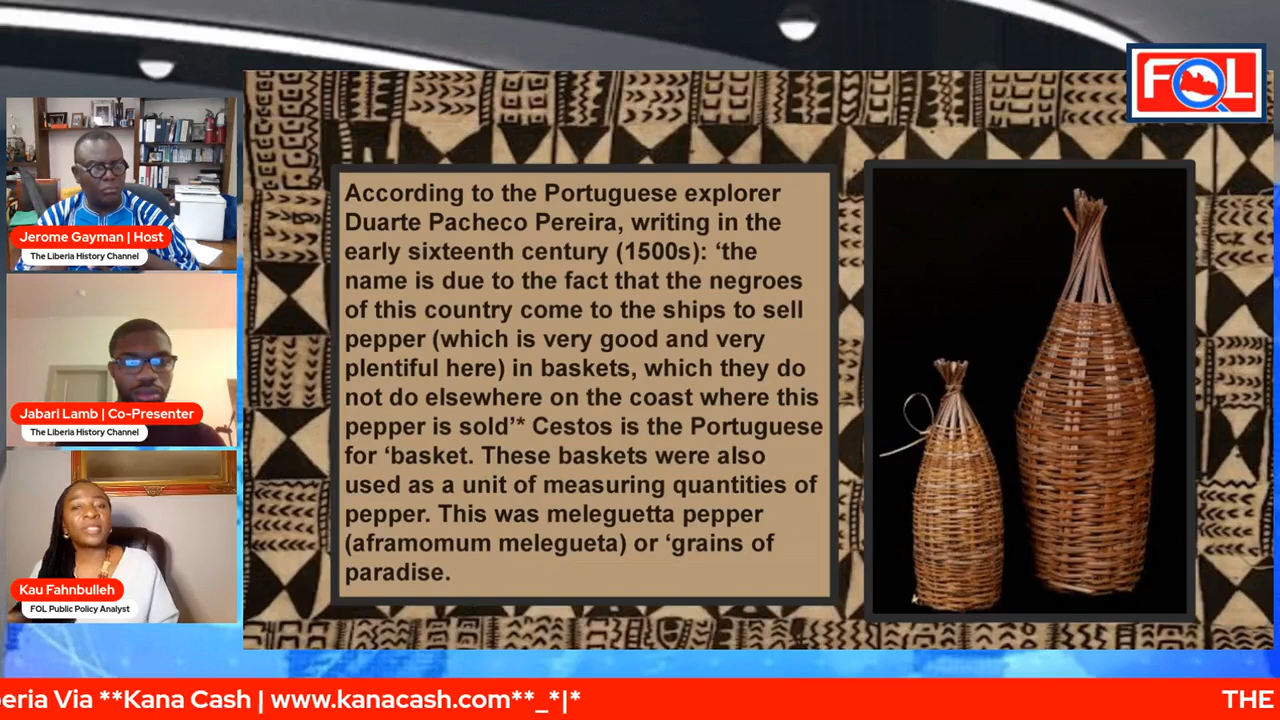 FOL
Jerome Gayman | Host
The Liberia History Channel
Jabari Lamb | Co-Presenter
The Liberia History Channel
Kau Fahnbulleh
FOL Public Policy Analyst
According to the Portuguese explorer
Duarte Pacheco Pereira, writing in the
early sixteenth century (1500s): ‘the
name is due to the fact that the negroes
of this country come to the ships to sell
pepper (which is very good and very
plentiful here) in baskets, which they do
not do elsewhere on the coast where this
pepper is sold’* Cestos is the Portuguese
for ‘basket. These baskets were also
used as a unit of measuring quantities of
pepper. This was meleguetta pepper
(aframomum melegueta) or ‘grains of
paradise.
beria Via **Kana Cash | www.kanacash.com**_*|*
THE